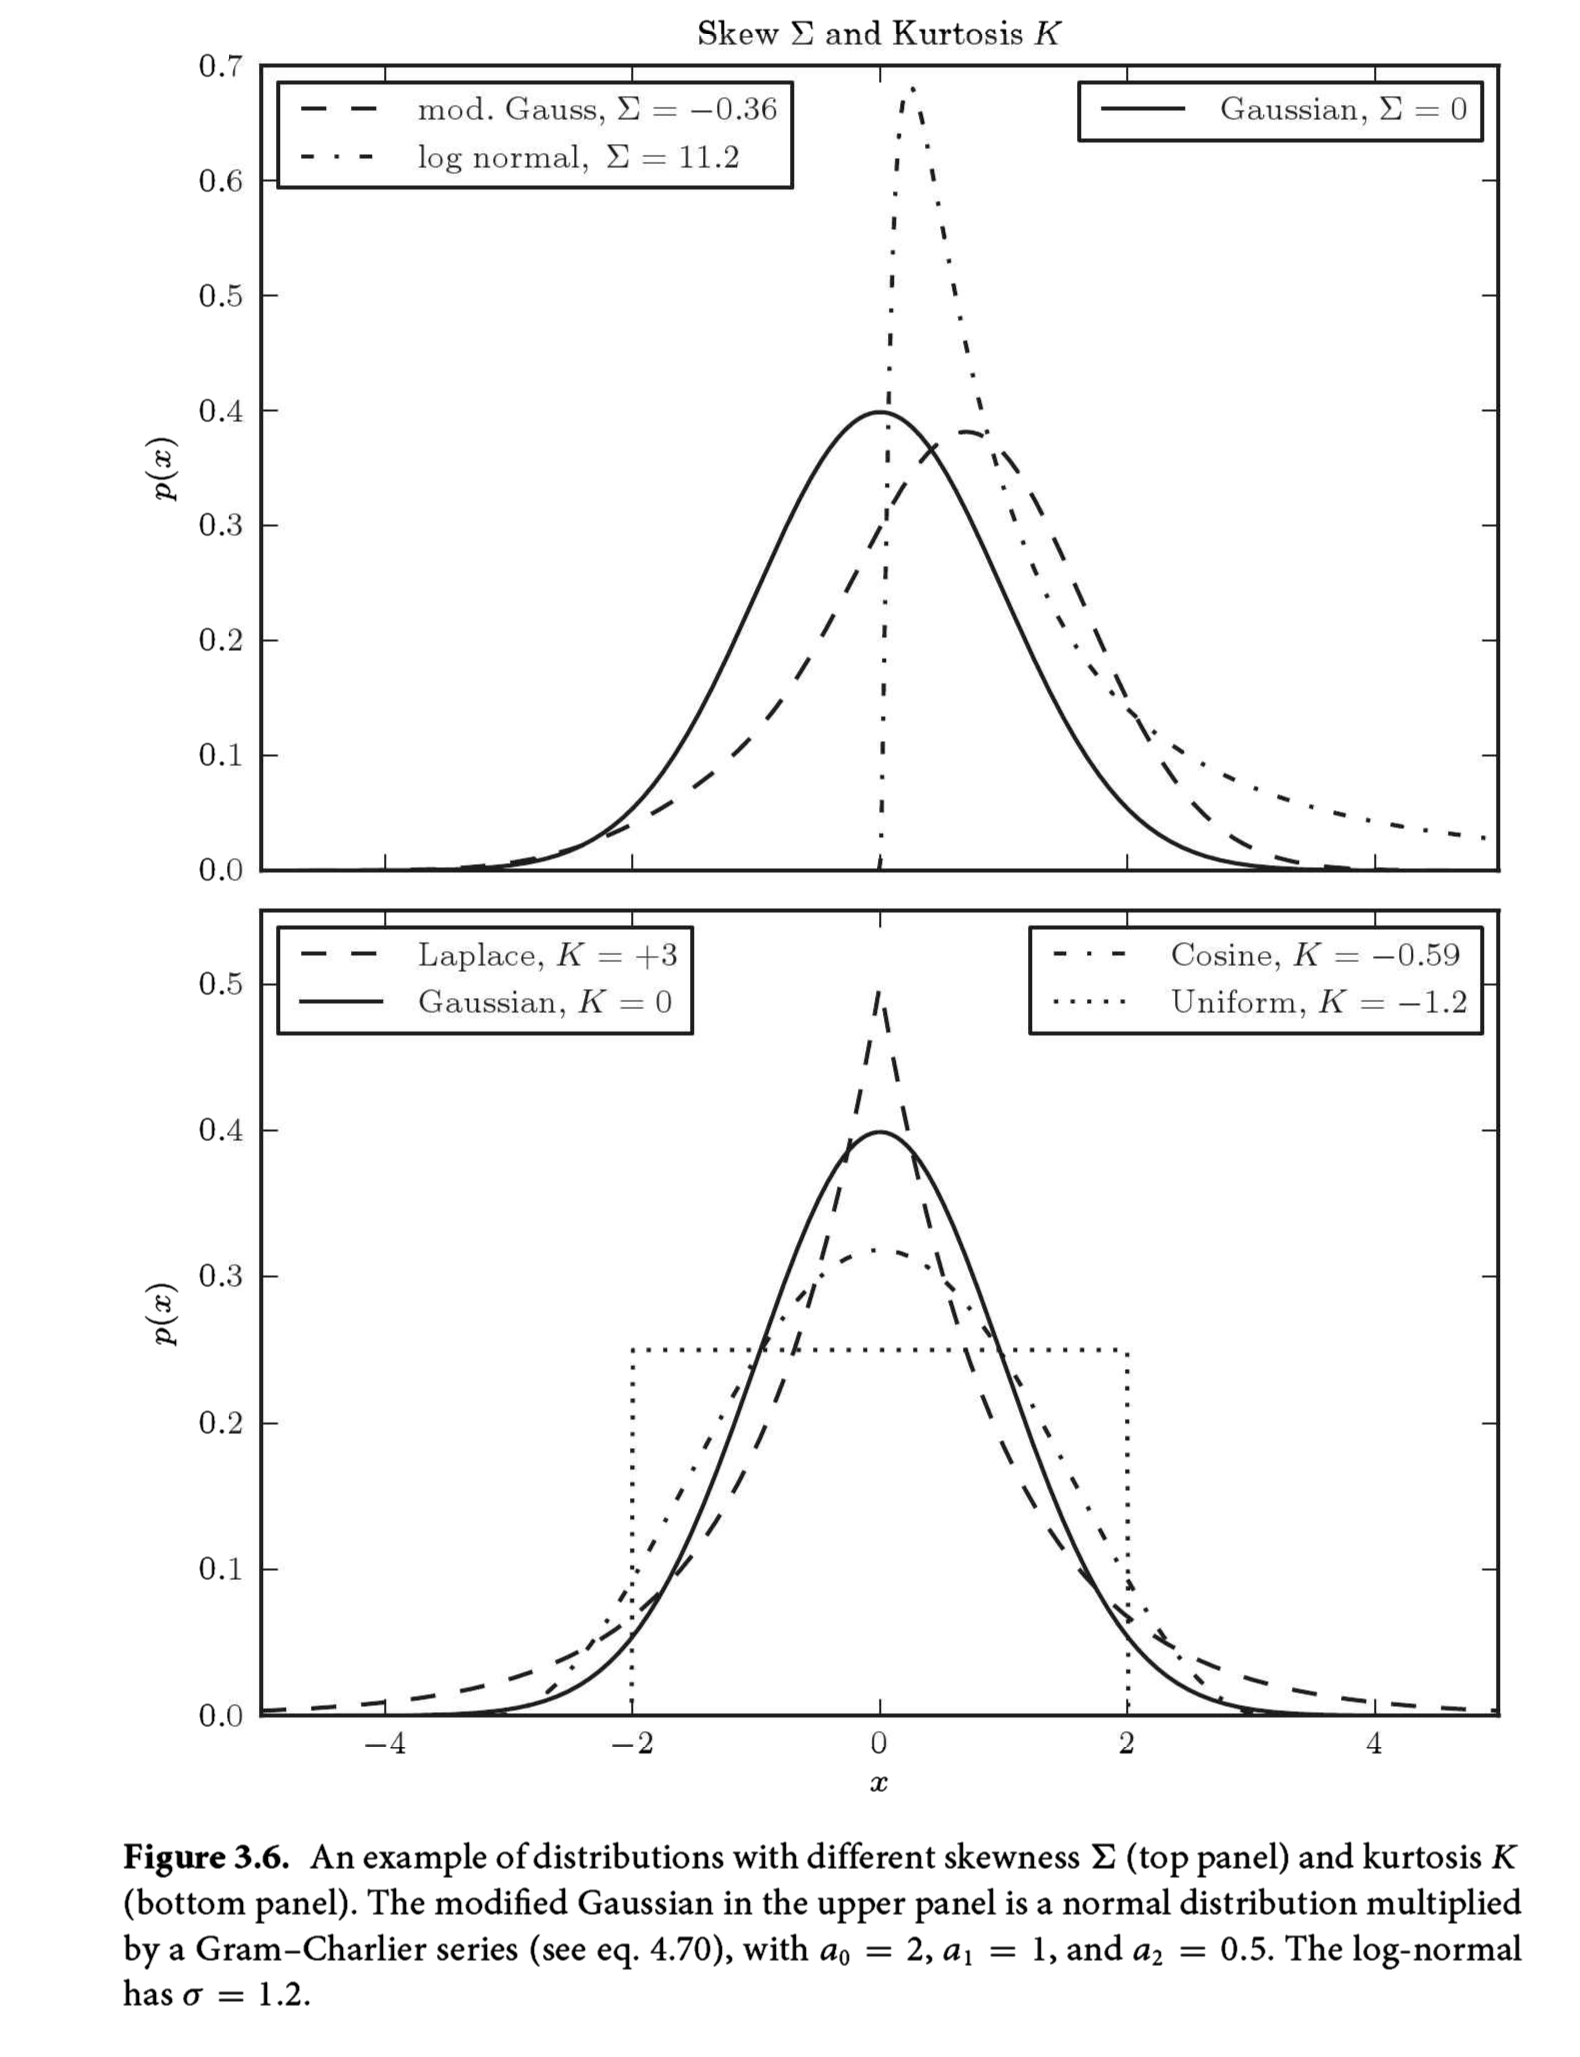 Skew Σ and Kurtosis K
0.7
mod. Gauss, Σ = −0.36
log normal, Σ = 11.2
Gaussian, Σ = 0
0.6
0.5
0.4
p(x)
0.3
0.2
0.1
0.0
Laplace, K = +3
Gaussian, K = 0
Cosine, K = −0.59
Uniform, K = −1.2
0.5
0.4
0.3
p(x)
0.2
0.1
0.0
−4 −2 0 2 4
x
Figure 3.6. An example of distributions with different skewness Σ (top panel) and kurtosis K
(bottom panel). The modified Gaussian in the upper panel is a normal distribution multiplied
by a Gram–Charlier series (see eq. 4.70), with a₀ = 2, a₁ = 1, and a₂ = 0.5. The log-normal
has σ = 1.2.